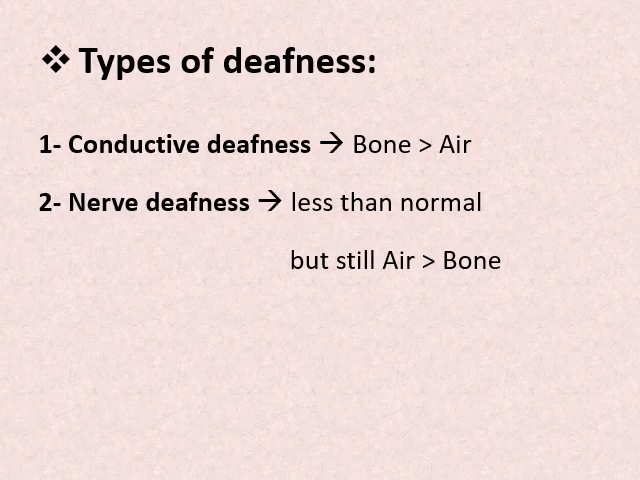 ❖ Types of deafness:
1- Conductive deafness → Bone > Air
2- Nerve deafness → less than normal
but still Air > Bone